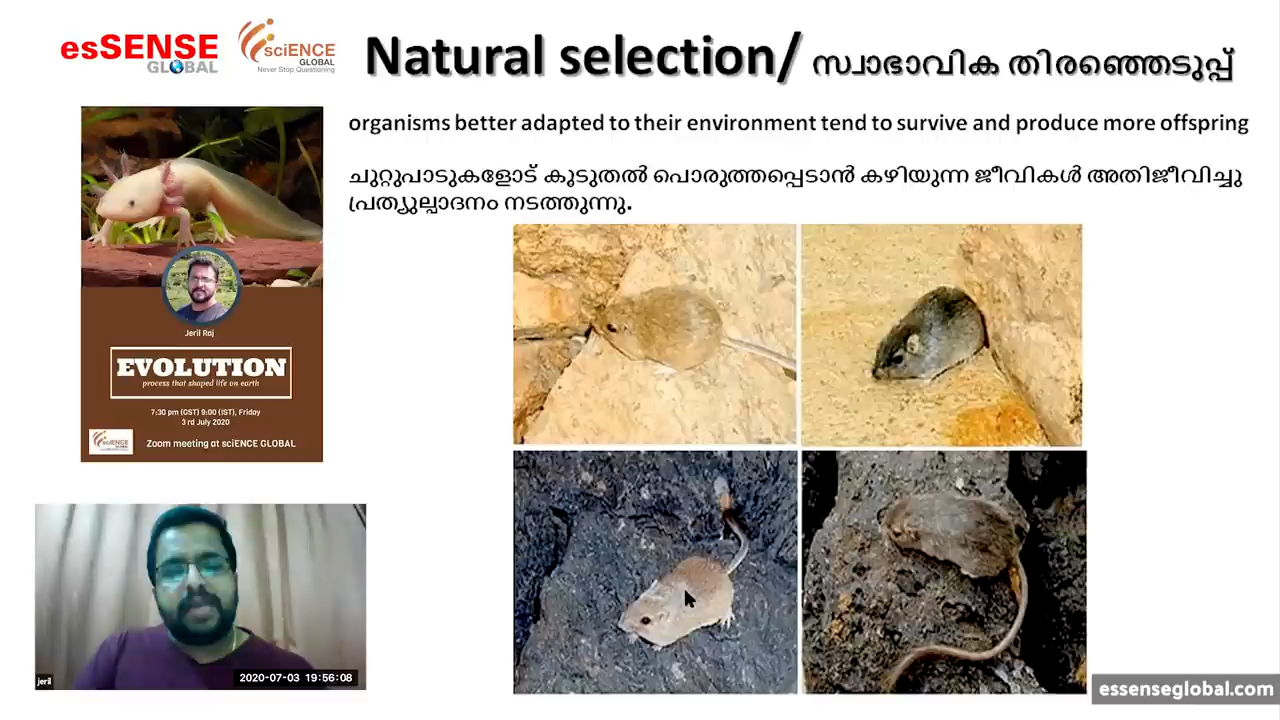 esSENSE
GLOBAL
sciENCE
GLOBAL
Never Stop Questioning
Natural selection/ സ്വാഭാവിക തിരഞ്ഞെടുപ്പ്
organisms better adapted to their environment tend to survive and produce more offspring
ചുറ്റുപാടുകളോട് കൂടുതൽ പൊരുത്തപ്പെടാൻ കഴിയുന്ന ജീവികൾ അതിജീവിച്ചു
പ്രത്യുല്പാദനം നടത്തുന്നു.
Jeril Raj
EVOLUTION
process that shaped life on earth
7:30 pm (GST) 9:00 (IST), Friday
3 rd July 2020
sciENCE
Zoom meeting at sciENCE GLOBAL
jeril
2020-07-03 19:56:08
essenseglobal.com